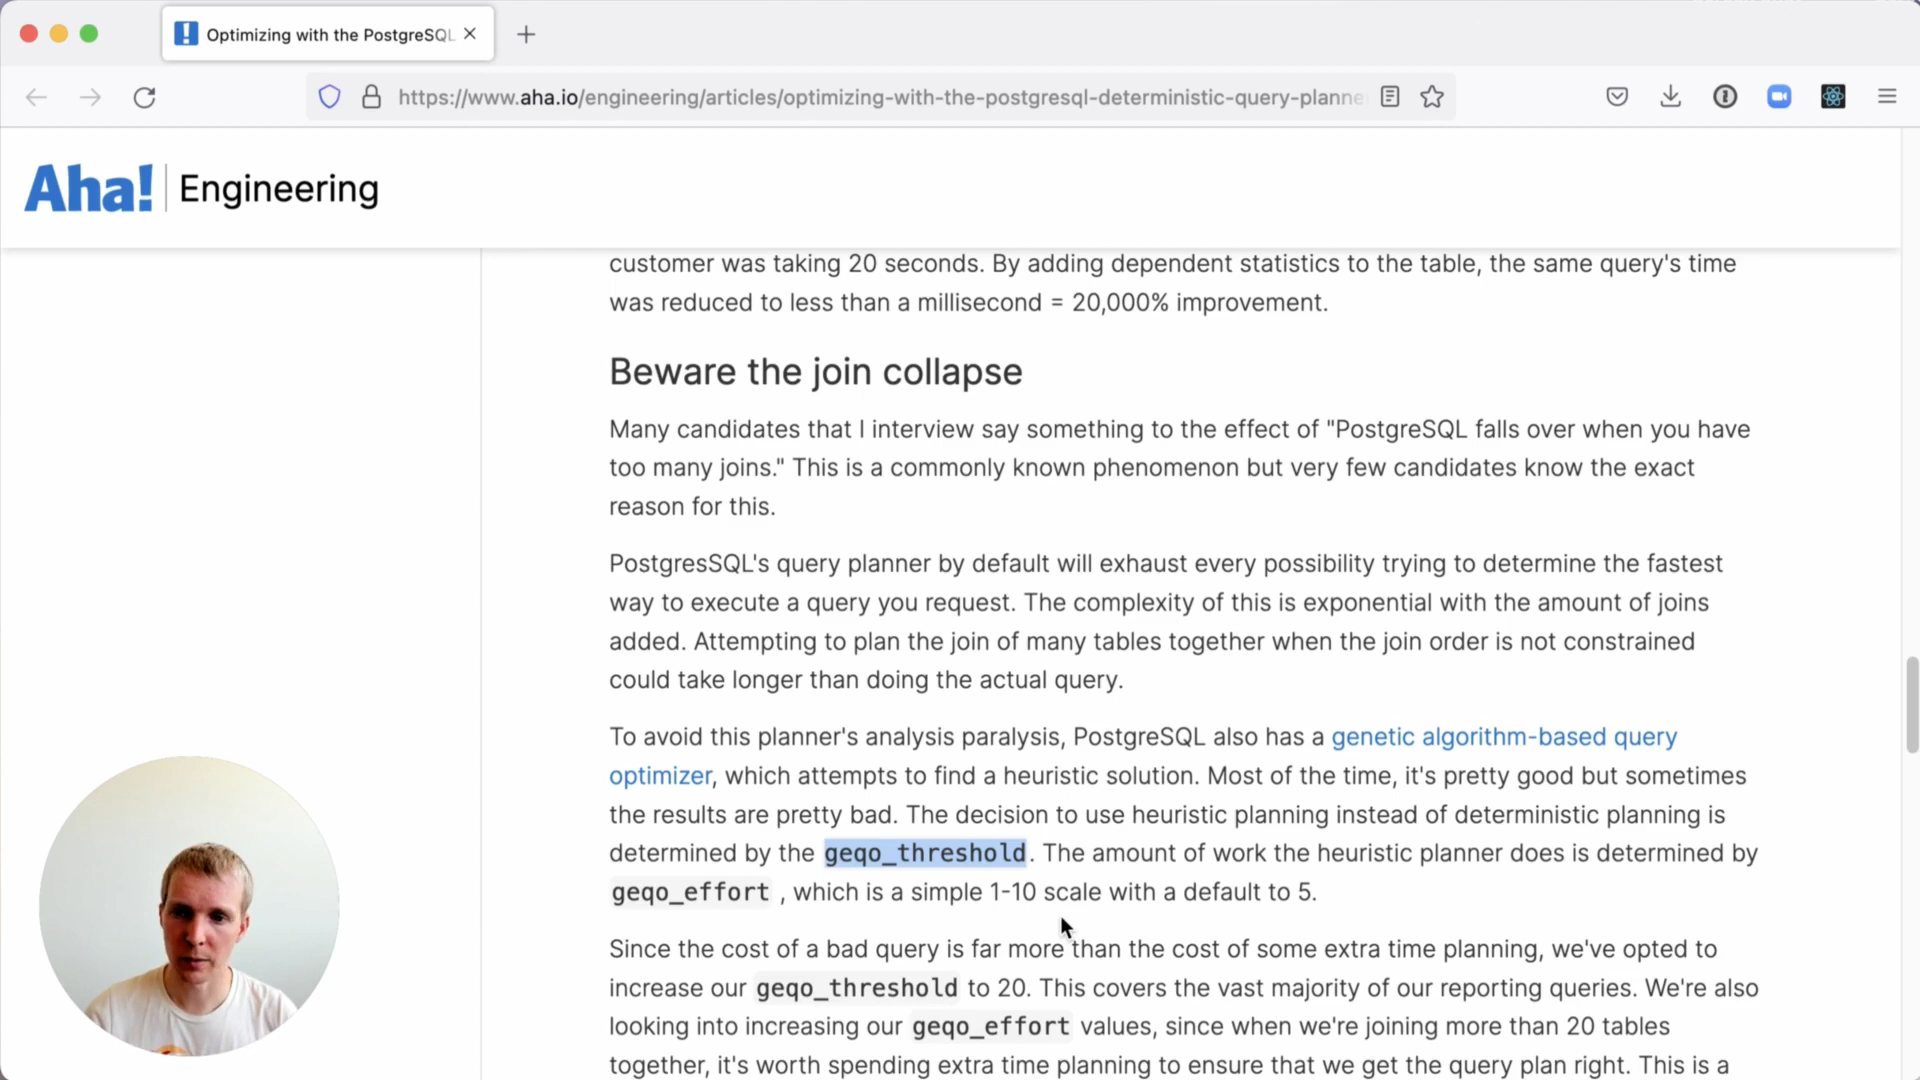 Optimizing with the PostgreSQL
https://www.aha.io/engineering/articles/optimizing-with-the-postgresql-deterministic-query-planne
Aha! Engineering
customer was taking 20 seconds. By adding dependent statistics to the table, the same query's time
was reduced to less than a millisecond = 20,000% improvement.
Beware the join collapse
Many candidates that I interview say something to the effect of "PostgreSQL falls over when you have
too many joins." This is a commonly known phenomenon but very few candidates know the exact
reason for this.
PostgresSQL's query planner by default will exhaust every possibility trying to determine the fastest
way to execute a query you request. The complexity of this is exponential with the amount of joins
added. Attempting to plan the join of many tables together when the join order is not constrained
could take longer than doing the actual query.
To avoid this planner's analysis paralysis, PostgreSQL also has a genetic algorithm-based query
optimizer, which attempts to find a heuristic solution. Most of the time, it's pretty good but sometimes
the results are pretty bad. The decision to use heuristic planning instead of deterministic planning is
determined by the geqo_threshold. The amount of work the heuristic planner does is determined by
geqo_effort , which is a simple 1-10 scale with a default to 5.
Since the cost of a bad query is far more than the cost of some extra time planning, we've opted to
increase our geqo_threshold to 20. This covers the vast majority of our reporting queries. We're also
looking into increasing our geqo_effort values, since when we're joining more than 20 tables
together, it's worth spending extra time planning to ensure that we get the query plan right. This is a